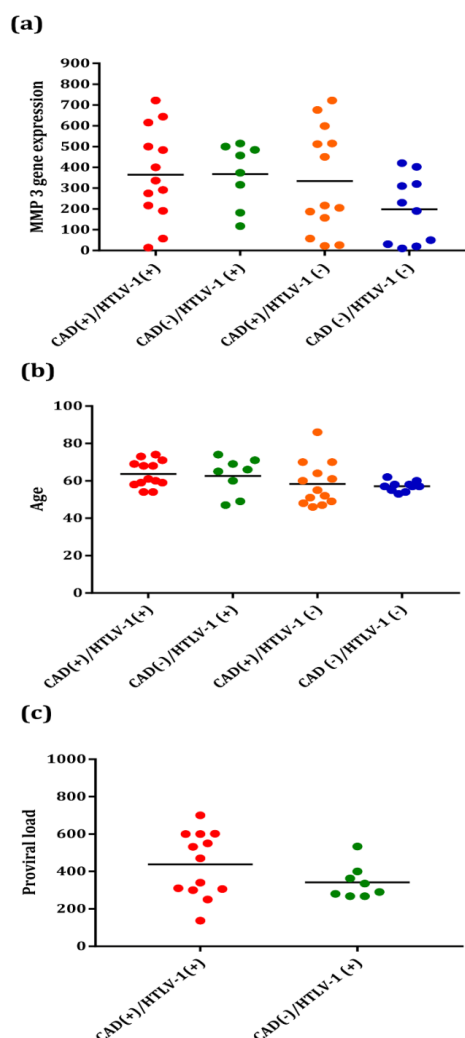 (a)
MMP 3 gene expression
900
800
700
600
500
400
300
200
100
0
CAD(+)/HTLV-1(+)
CAD(-)/HTLV-1 (+)
CAD(+)/HTLV-1 (-)
CAD (-)/HTLV-1 (-)
(b)
Age
100
80
60
40
20
0
CAD(+)/HTLV-1(+)
CAD(-)/HTLV-1 (+)
CAD(+)/HTLV-1 (-)
CAD (-)/HTLV-1 (-)
(c)
Proviral load
1000
800
600
400
200
0
CAD(+)/HTLV-1(+)
CAD(-)/HTLV-1 (+)